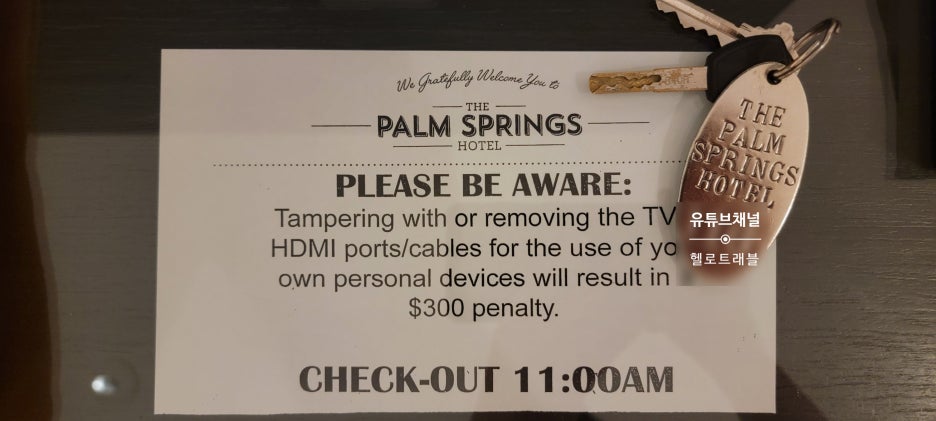 We Gratefully Welcome You to
THE
PALM SPRINGS
HOTEL
PLEASE BE AWARE:
Tampering with or removing the TV
HDMI ports/cables for the use of yo
own personal devices will result in
$300 penalty.
CHECK-OUT 11:00AM
THE
PALM
SPRINGS
HOTEL
유튜브채널
헬로트래블